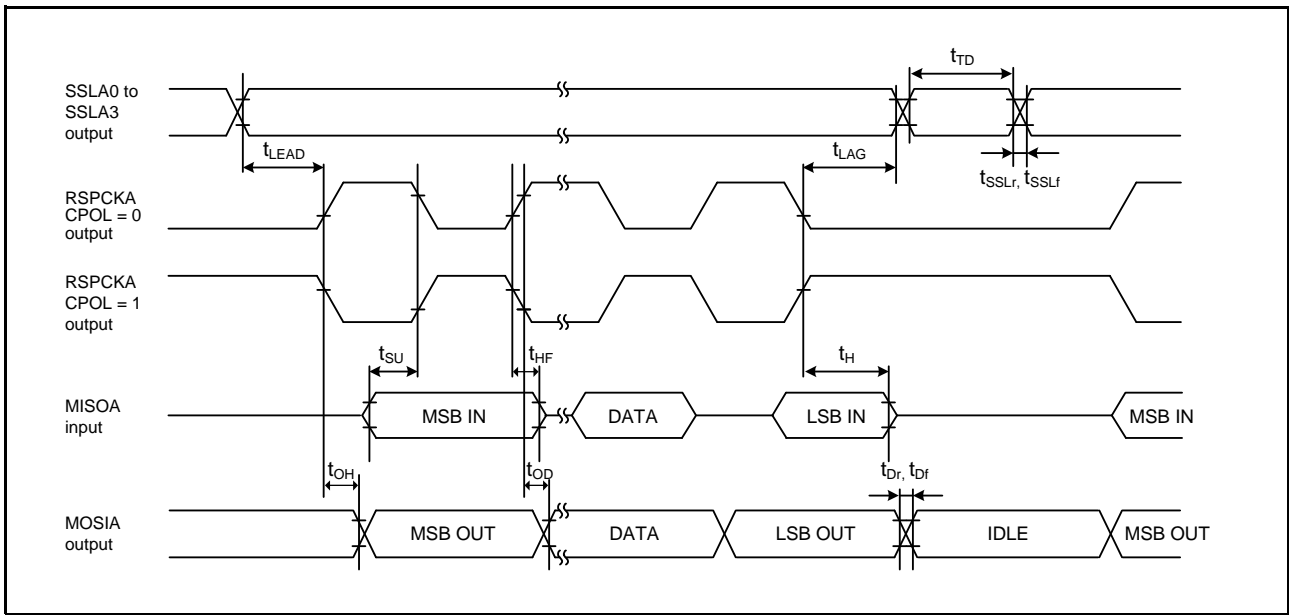 tTD
SSLA0 to
SSLA3
output
tLEAD
tLAG
tSSLr, tSSLf
RSPCKA
CPOL = 0
output
RSPCKA
CPOL = 1
output
tSU
tHF
tH
MISOA
input
MSB IN
DATA
LSB IN
MSB IN
tOH
tOD
tDr, tDf
MOSIA
output
MSB OUT
DATA
LSB OUT
IDLE
MSB OUT